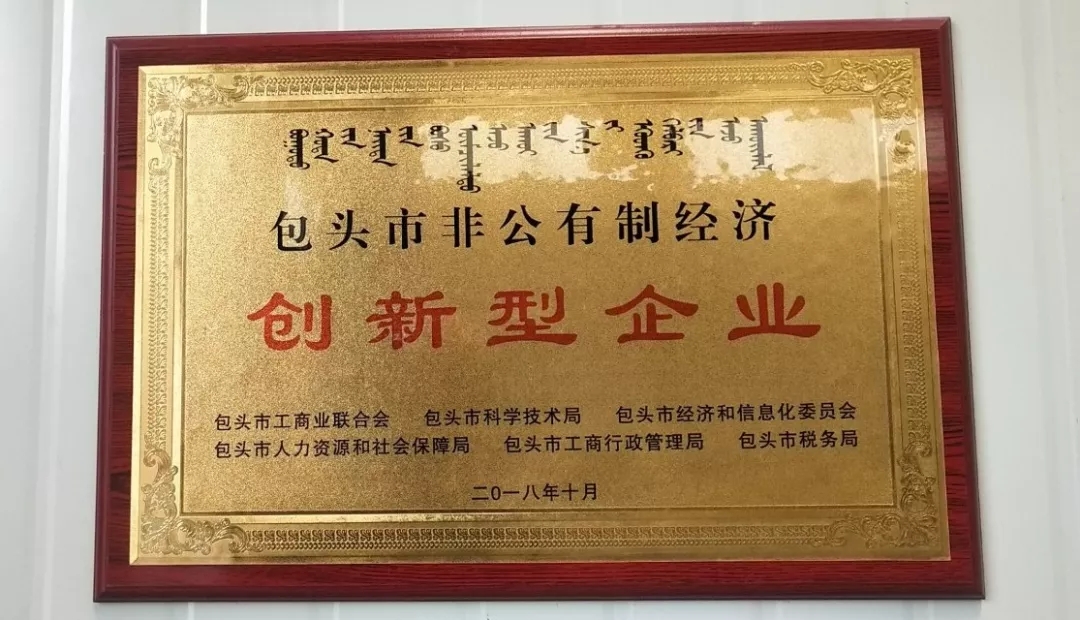 包头市非公有制经济
创新型企业
包头市工商业联合会 包头市科学技术局 包头市经济和信息化委员会
包头市人力资源和社会保障局 包头市工商行政管理局 包头市税务局
二〇一八年十月